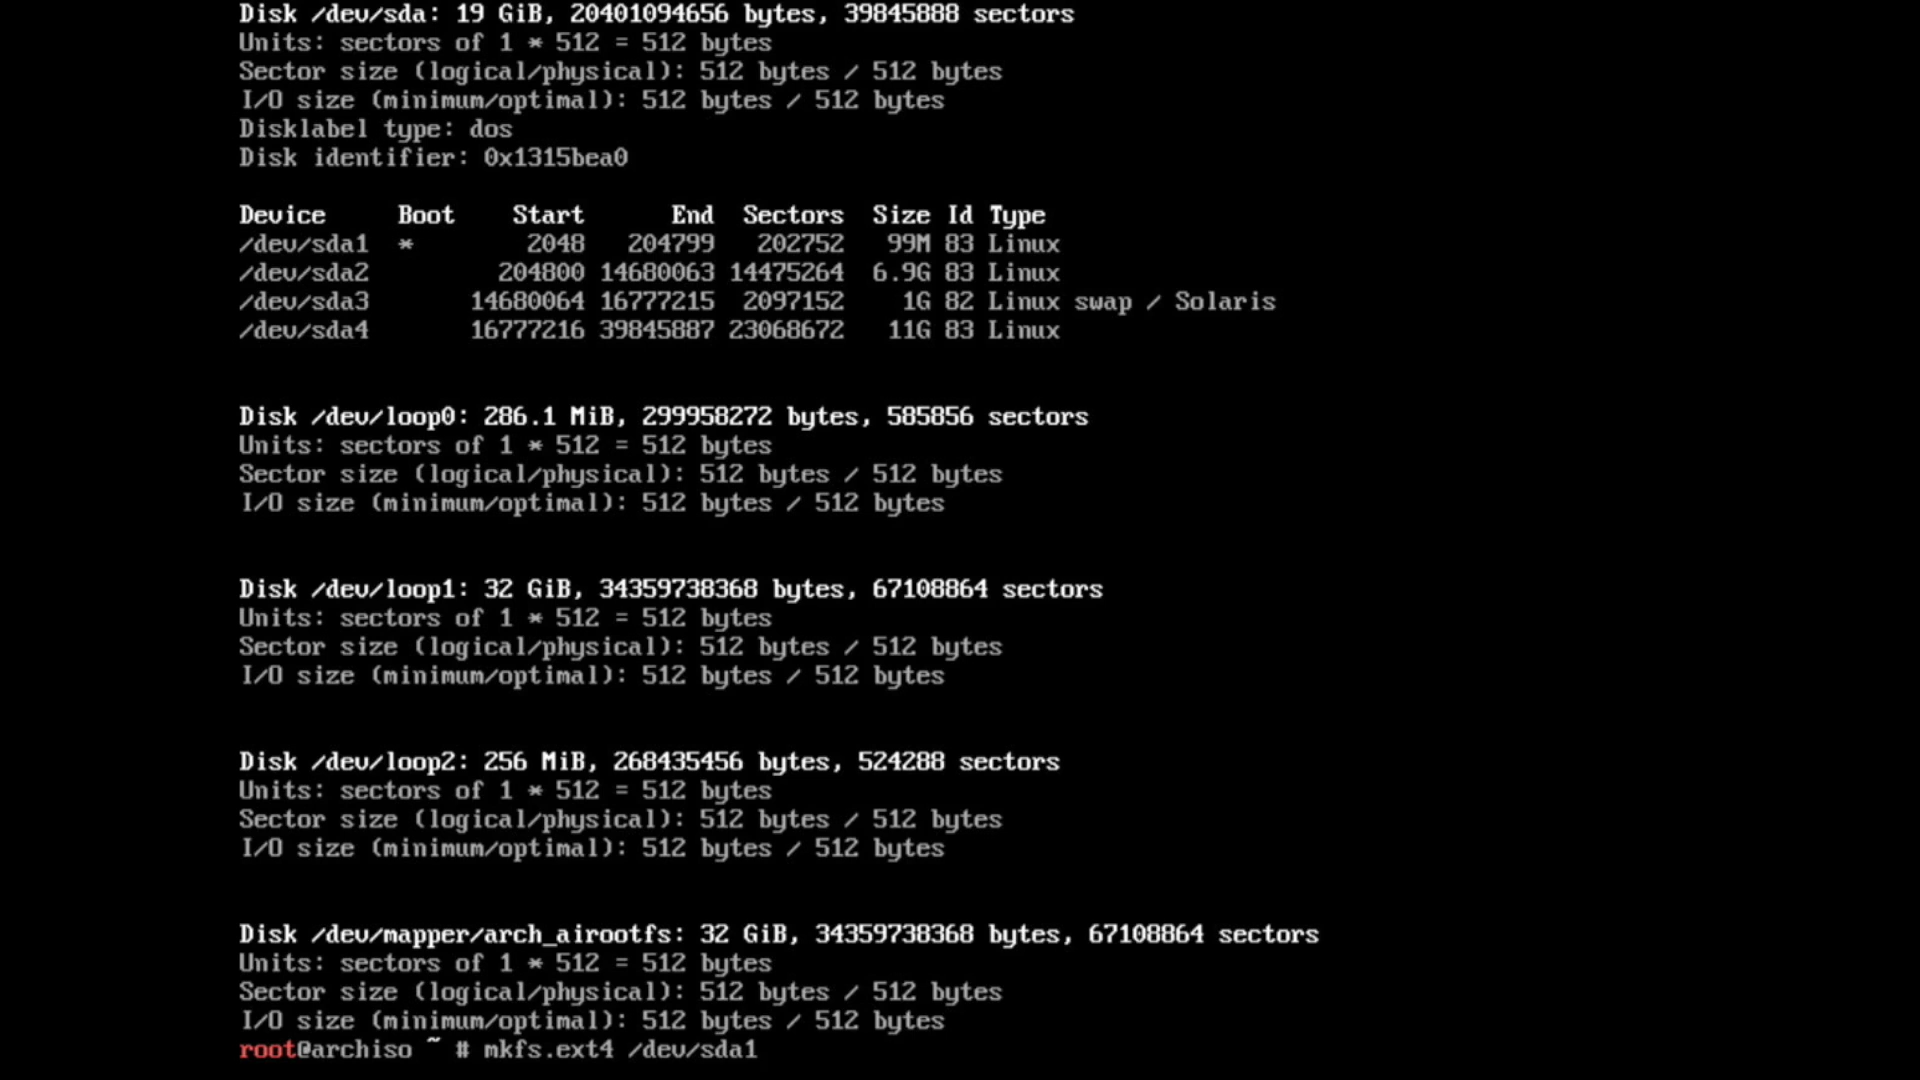 Disk /dev/sda: 19 GiB, 20401094656 bytes, 39845888 sectors
Units: sectors of 1 * 512 = 512 bytes
Sector size (logical/physical): 512 bytes / 512 bytes
I/O size (minimum/optimal): 512 bytes / 512 bytes
Disklabel type: dos
Disk identifier: 0x1315bea0
Device     Boot    Start      End  Sectors  Size Id Type
/dev/sda1  *        2048   204799   202752   99M 83 Linux
/dev/sda2         204800 14680063 14475264  6.9G 83 Linux
/dev/sda3       14680064 16777215  2097152    1G 82 Linux swap / Solaris
/dev/sda4       16777216 39845887 23068672   11G 83 Linux
Disk /dev/loop0: 286.1 MiB, 299958272 bytes, 585856 sectors
Units: sectors of 1 * 512 = 512 bytes
Sector size (logical/physical): 512 bytes / 512 bytes
I/O size (minimum/optimal): 512 bytes / 512 bytes
Disk /dev/loop1: 32 GiB, 34359738368 bytes, 67108864 sectors
Units: sectors of 1 * 512 = 512 bytes
Sector size (logical/physical): 512 bytes / 512 bytes
I/O size (minimum/optimal): 512 bytes / 512 bytes
Disk /dev/loop2: 256 MiB, 268435456 bytes, 524288 sectors
Units: sectors of 1 * 512 = 512 bytes
Sector size (logical/physical): 512 bytes / 512 bytes
I/O size (minimum/optimal): 512 bytes / 512 bytes
Disk /dev/mapper/arch_airootfs: 32 GiB, 34359738368 bytes, 67108864 sectors
Units: sectors of 1 * 512 = 512 bytes
Sector size (logical/physical): 512 bytes / 512 bytes
I/O size (minimum/optimal): 512 bytes / 512 bytes
root@archiso ~ # mkfs.ext4 /dev/sda1